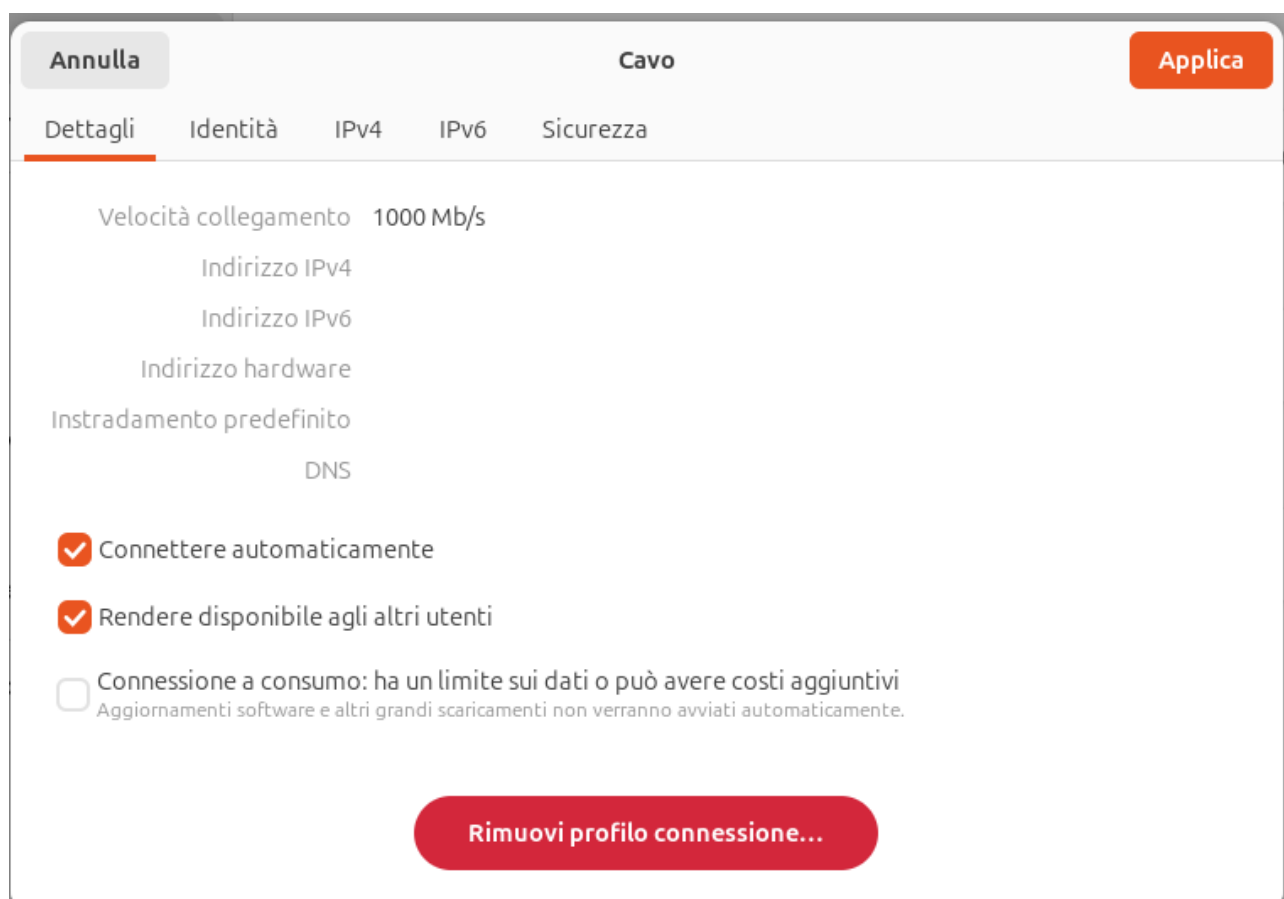 Annulla
Cavo
Applica
Dettagli
Identità
IPv4
IPv6
Sicurezza
Velocità collegamento 1000 Mb/s
Indirizzo IPv4
Indirizzo IPv6
Indirizzo hardware
Instradamento predefinito
DNS
Connettere automaticamente
Rendere disponibile agli altri utenti
Connessione a consumo: ha un limite sui dati o può avere costi aggiuntivi
Aggiornamenti software e altri grandi scaricamenti non verranno avviati automaticamente.
Rimuovi profilo connessione...